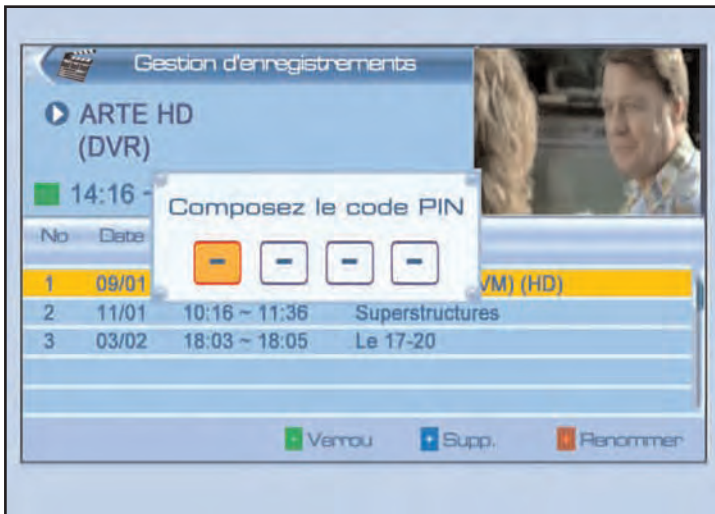 Gestion d'enregistrements
ARTE HD
(DVR)
14:16 ~
Composez le code PIN
- - - -
No Date
1 09/01 VM) (HD)
2 11/01 10:16 ~ 11:36 Superstructures
3 03/02 18:03 ~ 18:05 Le 17-20
Verrou Supp. Renommer